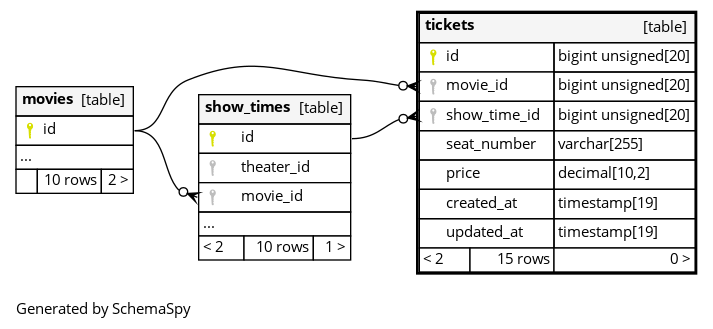 movies [table]
id
...
10 rows 2 >
show_times [table]
id
theater_id
movie_id
...
< 2 10 rows 1 >
tickets [table]
id bigint unsigned[20]
movie_id bigint unsigned[20]
show_time_id bigint unsigned[20]
seat_number varchar[255]
price decimal[10,2]
created_at timestamp[19]
updated_at timestamp[19]
< 2 15 rows 0 >
Generated by SchemaSpy